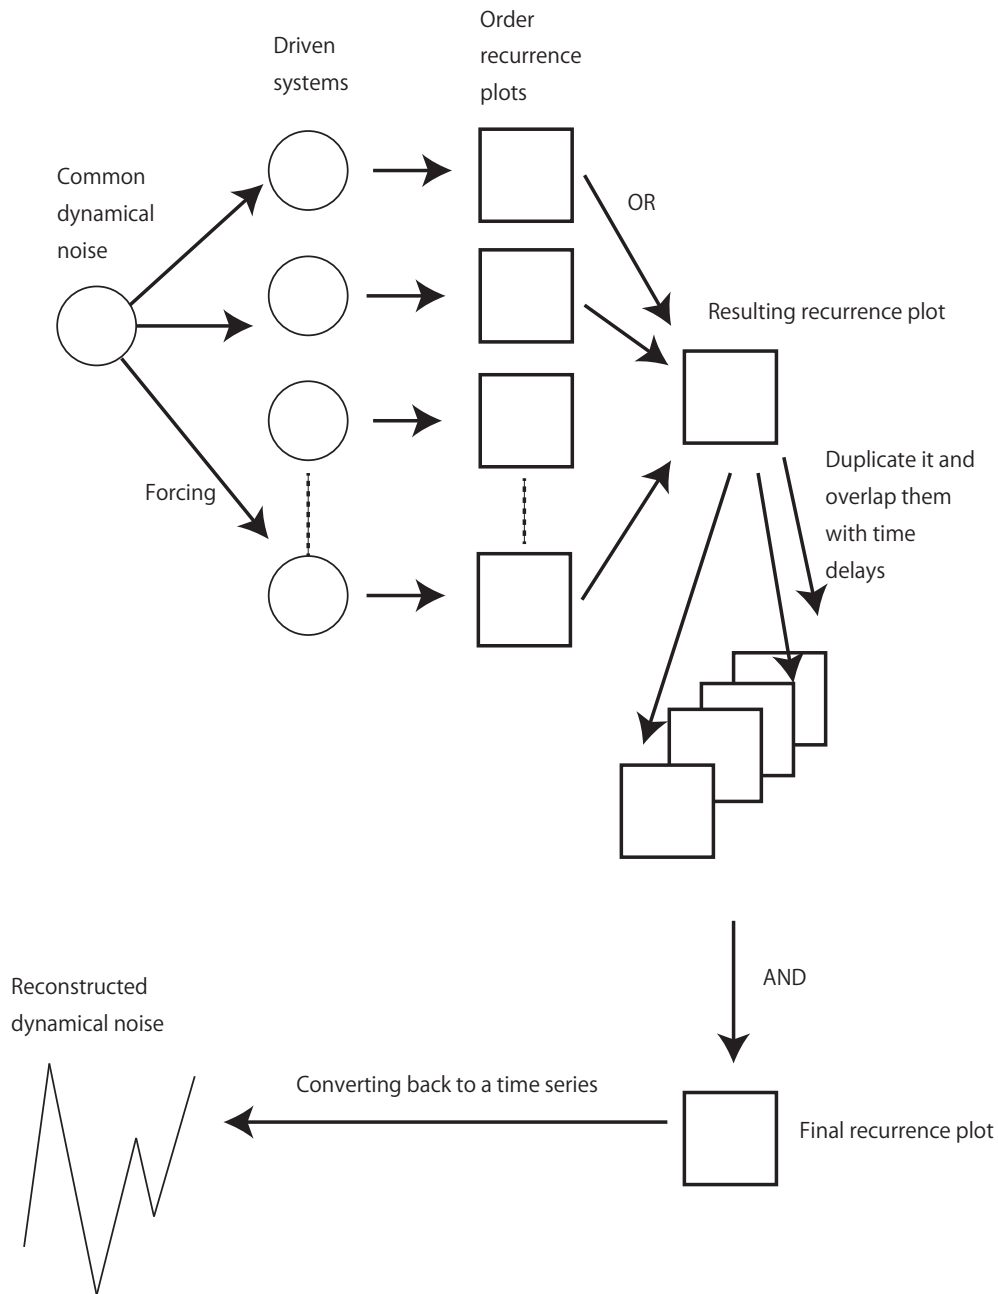 Order
recurrence
plots
Driven
systems
Common
dynamical
noise
OR
Resulting recurrence plot
Forcing
Duplicate it and
overlap them
with time
delays
AND
Reconstructed
dynamical noise
Converting back to a time series
Final recurrence plot